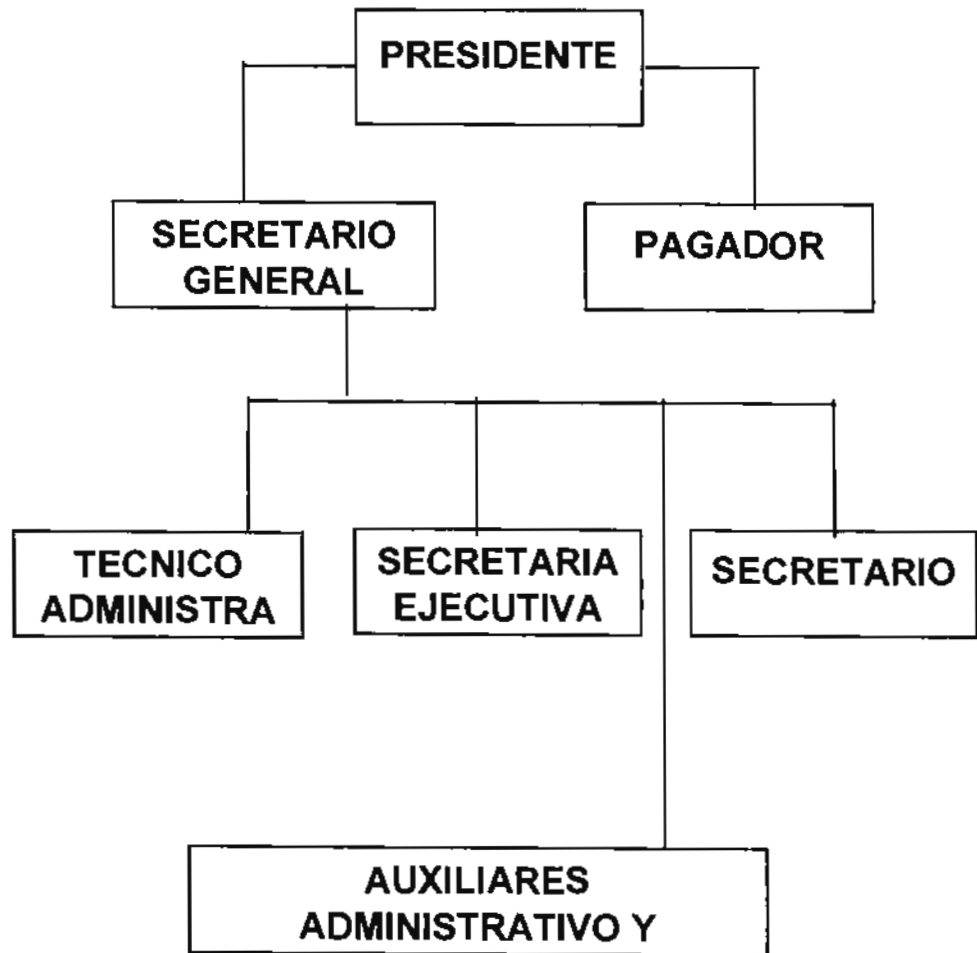 PRESIDENTE
SECRETARIO
GENERAL
PAGADOR
TECNICO
ADMINISTRA
SECRETARIA
EJECUTIVA
SECRETARIO
AUXILIARES
ADMINISTRATIVO Y